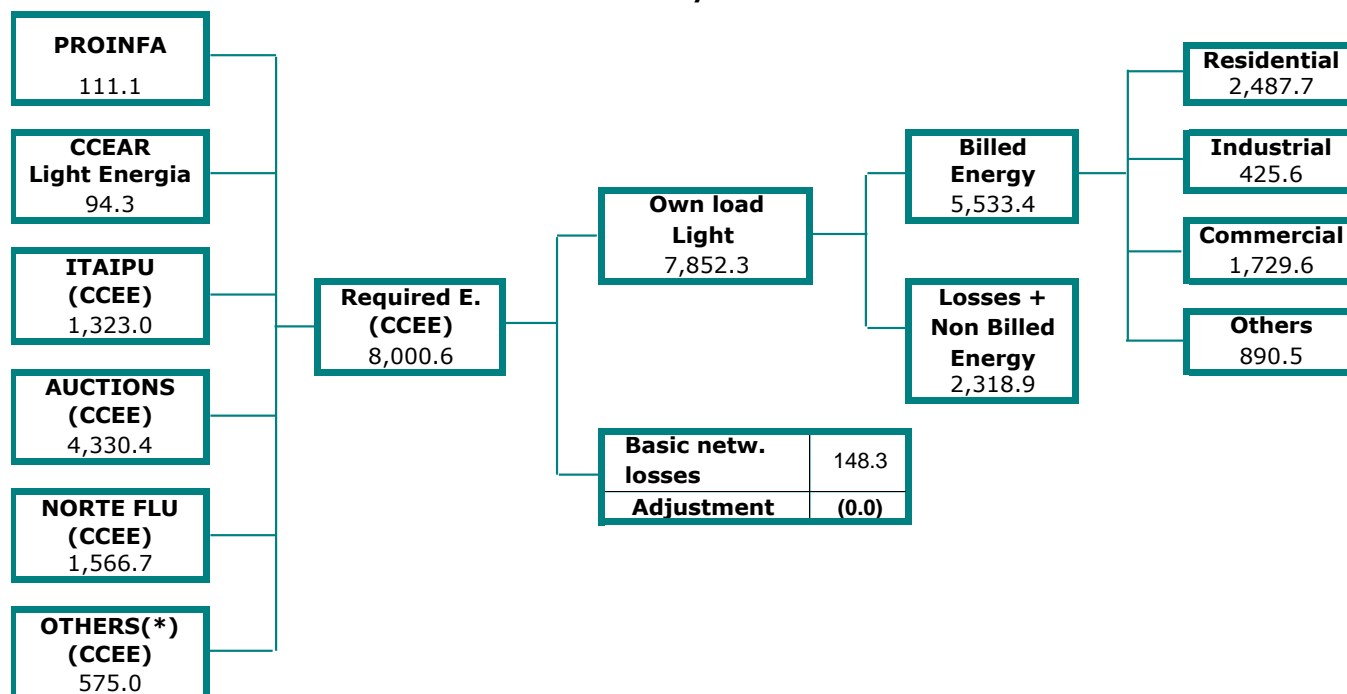 PROINFA
111.1
CCEAR
Light Energia
94.3
ITAIPU
(CCEE)
1,323.0
AUCTIONS
(CCEE)
4,330.4
NORTE FLU
(CCEE)
1,566.7
OTHERS(*)
(CCEE)
575.0
Required E.
(CCEE)
8,000.6
Own load
Light
7,852.3
Basic netw.
losses
148.3
Adjustment
(0.0)
Billed
Energy
5,533.4
Losses +
Non Billed
Energy
2,318.9
Residential
2,487.7
Industrial
425.6
Commercial
1,729.6
Others
890.5